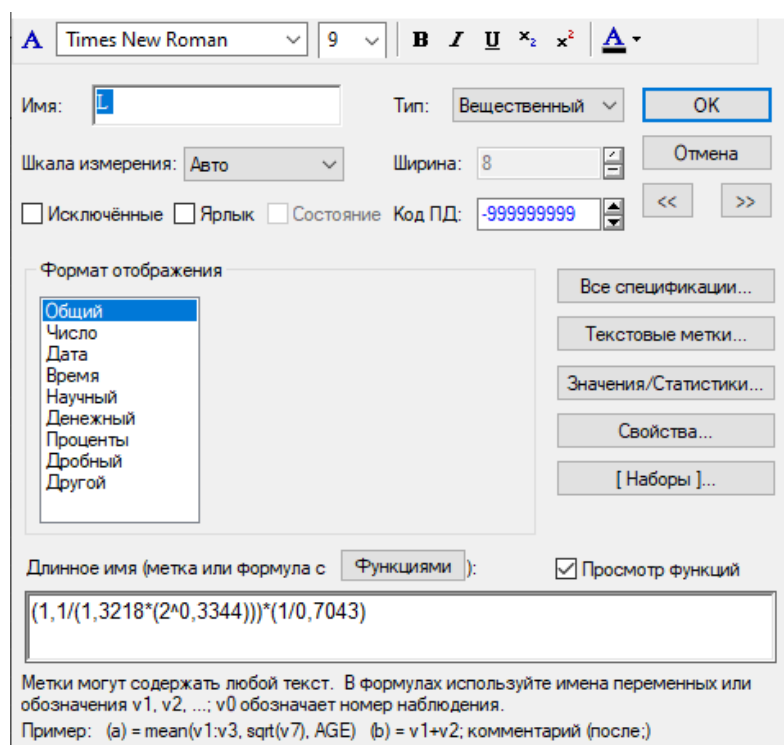 A Times New Roman 9 B I U x₂ x² A
Имя: L Тип: Вещественный OK
Шкала измерения: Авто Ширина: 8 Отмена
Исключённые Ярлык Состояние Код ПД: -999999999 << >>
Формат отображения
Все спецификации...
Общий
Число
Дата
Время
Научный
Денежный
Проценты
Дробный
Другой
Текстовые метки...
Значения/Статистики...
Свойства...
[ Наборы ]...
Длинное имя (метка или формула с Функциями ): Просмотр функций
(1,1/(1,3218*(2^0,3344)))*(1/0,7043)
Метки могут содержать любой текст. В формулах используйте имена переменных или
обозначения v1, v2, ...; v0 обозначает номер наблюдения.
Пример: (a) = mean(v1:v3, sqrt(v7), AGE) (b) = v1+v2; комментарий (после;)